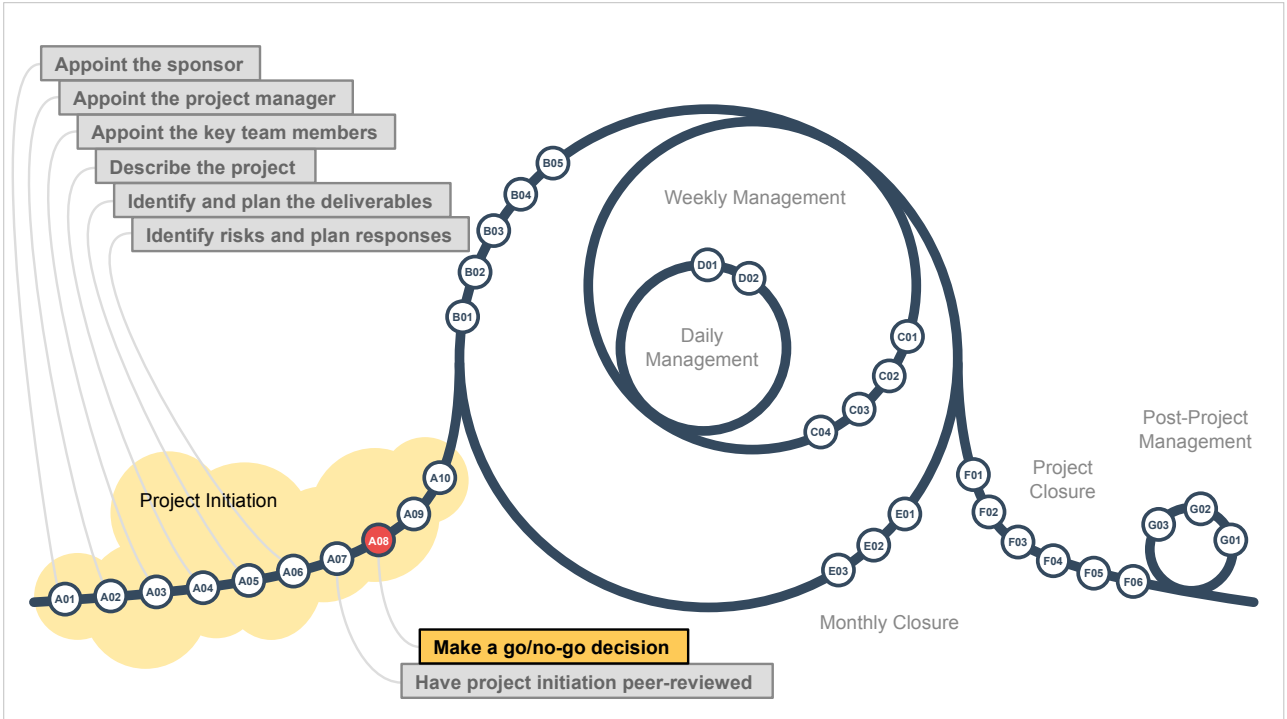 Appoint the sponsor
Appoint the project manager
Appoint the key team members
Describe the project
Identify and plan the deliverables
Identify risks and plan responses
B05
B04
B03
B02
B01
Weekly Management
D01
D02
Daily
Management
C01
C02
C03
C04
Project Initiation
A01
A02
A03
A04
A05
A06
A07
A08
A09
A10
Make a go/no-go decision
Have project initiation peer-reviewed
E01
E02
E03
Monthly Closure
F01
F02
F03
F04
F05
F06
Project
Closure
Post-Project
Management
G03
G02
G01